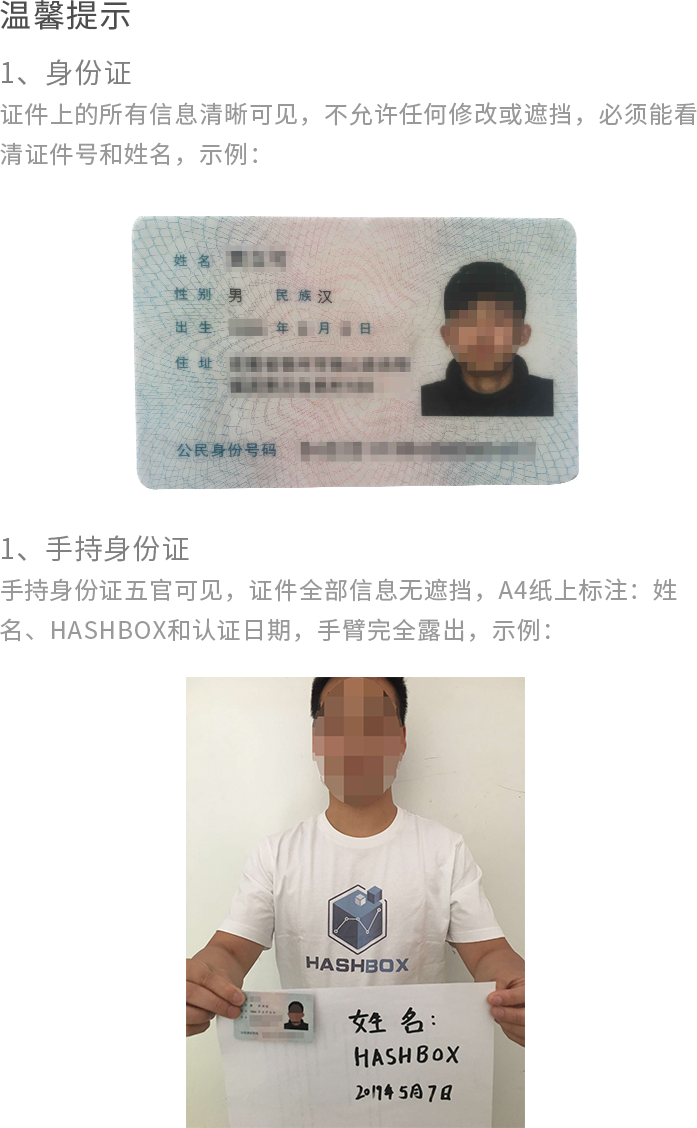 温馨提示
1、身份证
证件上的所有信息清晰可见，不允许任何修改或遮挡，必须能看
清证件号和姓名，示例：
姓 名
性 别 男 民 族 汉
出 生 年 月 日
住 址
公民身份号码
1、手持身份证
手持身份证五官可见，证件全部信息无遮挡，A4纸上标注：姓
名、HASHBOX和认证日期，手臂完全露出，示例：
HASHBOX
姓 名：
HASHBOX
2019年5月7日